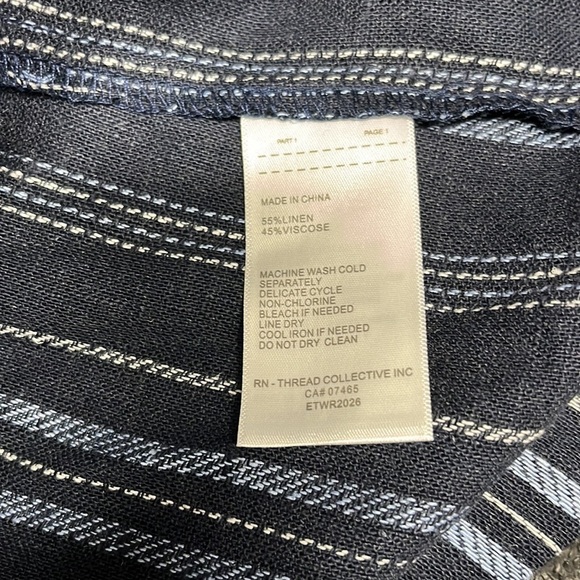 PART 1 PAGE 1
MADE IN CHINA
55%LINEN
45%VISCOSE
MACHINE WASH COLD
SEPARATELY
DELICATE CYCLE
NON-CHLORINE
BLEACH IF NEEDED
LINE DRY
COOL IRON IF NEEDED
DO NOT DRY CLEAN
RN - THREAD COLLECTIVE INC
CA# 07465
ETWR2026